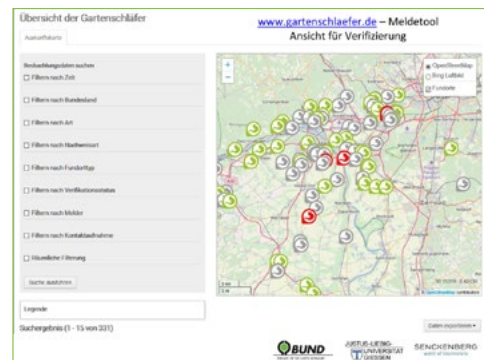 Übersicht der Gartenschläfer
www.gartenschlaefer.de – Meldetool
Ansicht für Verifizierung
Auswahlkarte
Beobachtungsdaten suchen
Filtern nach Zeit
Filtern nach Bundesland
Filtern nach Art
Filtern nach Nachweisart
Filtern nach Fundorttyp
Filtern nach Verifikationsstatus
Filtern nach Melder
Filtern nach Kontaktaufnahme
Räumliche Filterung
Suche ausführen
Legende
Suchergebnis (1 - 15 von 331)
+
−
OpenStreetMap
Bing Luftbild
Fundorte
Daten exportieren
BUND
JUSTUS-LIEBIG-
UNIVERSITÄT
GIESSEN
SENCKENBERG